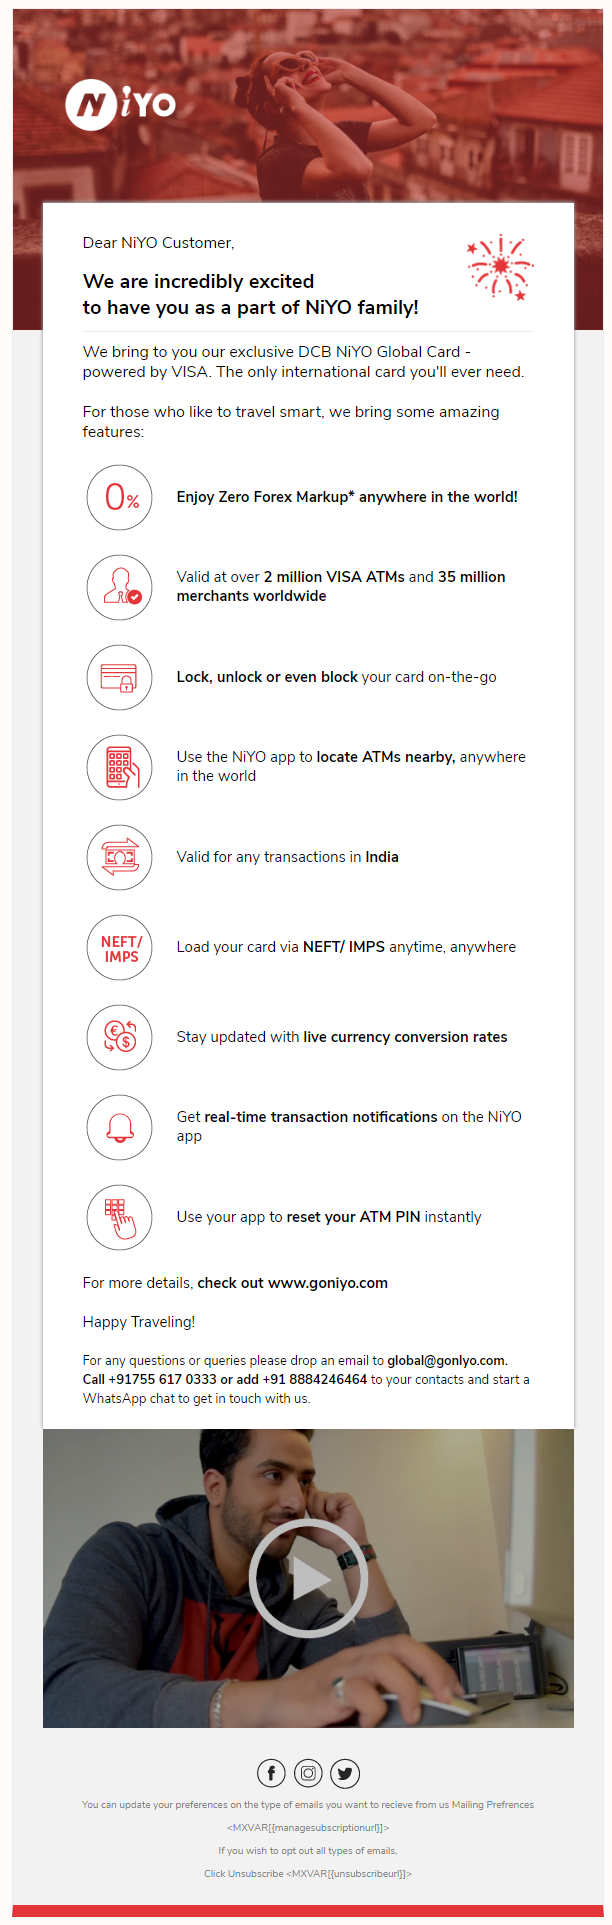 NiYO
Dear NiYO Customer,
We are incredibly excited
to have you as a part of NiYO family!
We bring to you our exclusive DCB NiYO Global Card -
powered by VISA. The only international card you'll ever need.
For those who like to travel smart, we bring some amazing
features:
0%
Enjoy Zero Forex Markup* anywhere in the world!
Valid at over 2 million VISA ATMs and 35 million
merchants worldwide
Lock, unlock or even block your card on-the-go
Use the NiYO app to locate ATMs nearby, anywhere
in the world
Valid for any transactions in India
NEFT/
IMPS
Load your card via NEFT/ IMPS anytime, anywhere
€
$
Stay updated with live currency conversion rates
Get real-time transaction notifications on the NiYO
app
Use your app to reset your ATM PIN instantly
For more details, check out www.goniyo.com
Happy Traveling!
For any questions or queries please drop an email to global@gonIyo.com.
Call +91755 617 0333 or add +91 8884246464 to your contacts and start a
WhatsApp chat to get in touch with us.
You can update your preferences on the type of emails you want to recieve from us Mailing Prefrences
<MXVAR[{managesubscriptionurl}]>
If you wish to opt out all types of emails,
Click Unsubscribe <MXVAR[{unsubscribeurl}]>